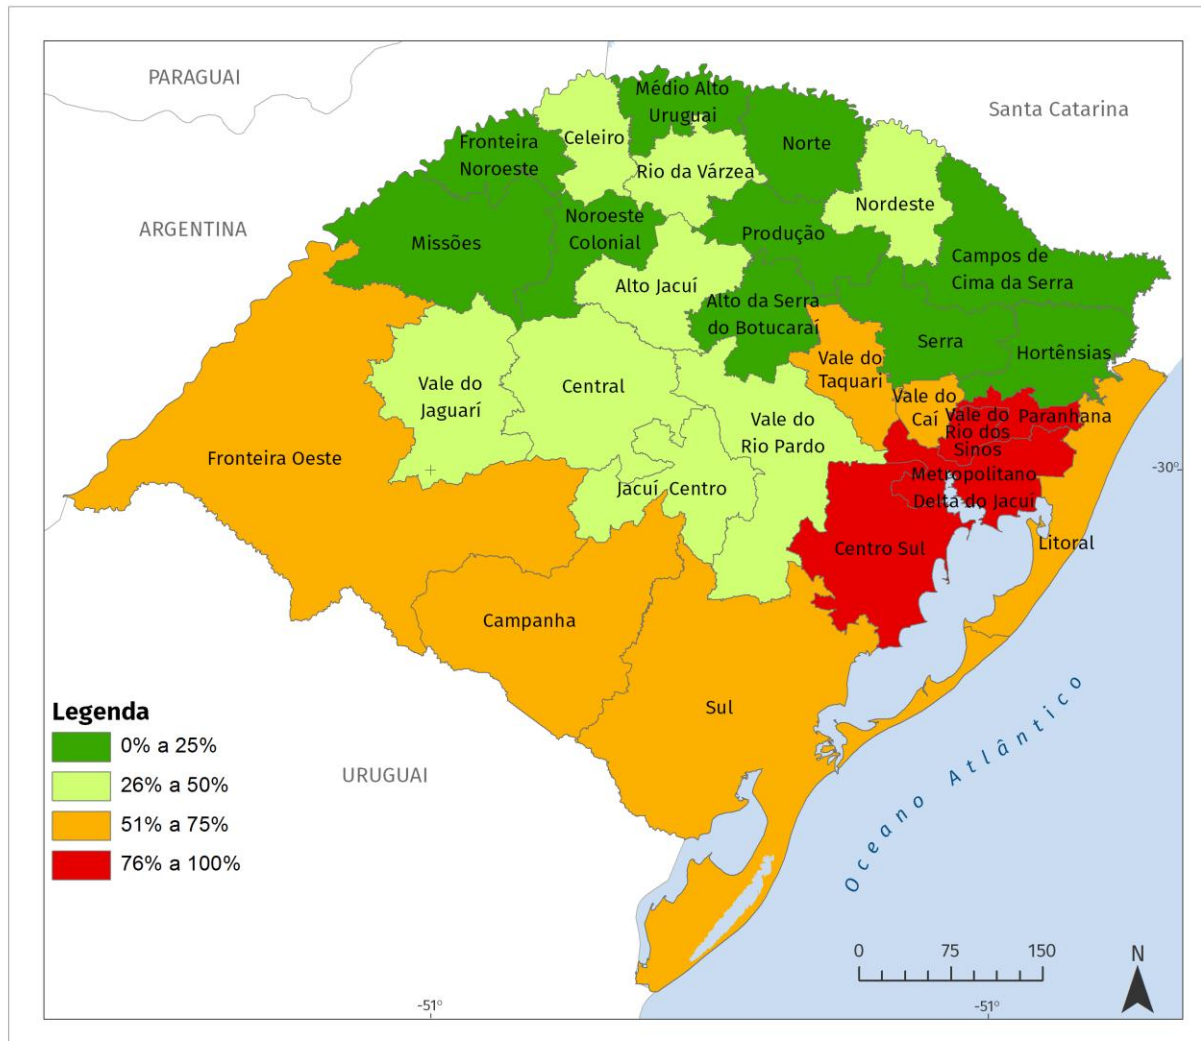 PARAGUAI
Santa Catarina
ARGENTINA
Médio Alto
Uruguai
Celeiro
Norte
Fronteira
Noroeste
Rio da Várzea
Nordeste
Noroeste
Colonial
Missões
Produção
Campos de
Cima da Serra
Alto Jacuí
Alto da Serra
do Botucaraí
Serra
Hortênsias
Vale do
Taquari
Vale do
Jaguarí
Central
Vale do
Caí
Vale do
Rio dos
Sinos
Paranhana
Vale do
Rio Pardo
Fronteira Oeste
-30°
Jacuí Centro
Metropolitano
Delta do Jacuí
Centro Sul
Litoral
Campanha
Sul
Legenda
0% a 25%
26% a 50%
51% a 75%
76% a 100%
URUGUAI
Oceano Atlântico
0 75 150
N
-51°
-51°